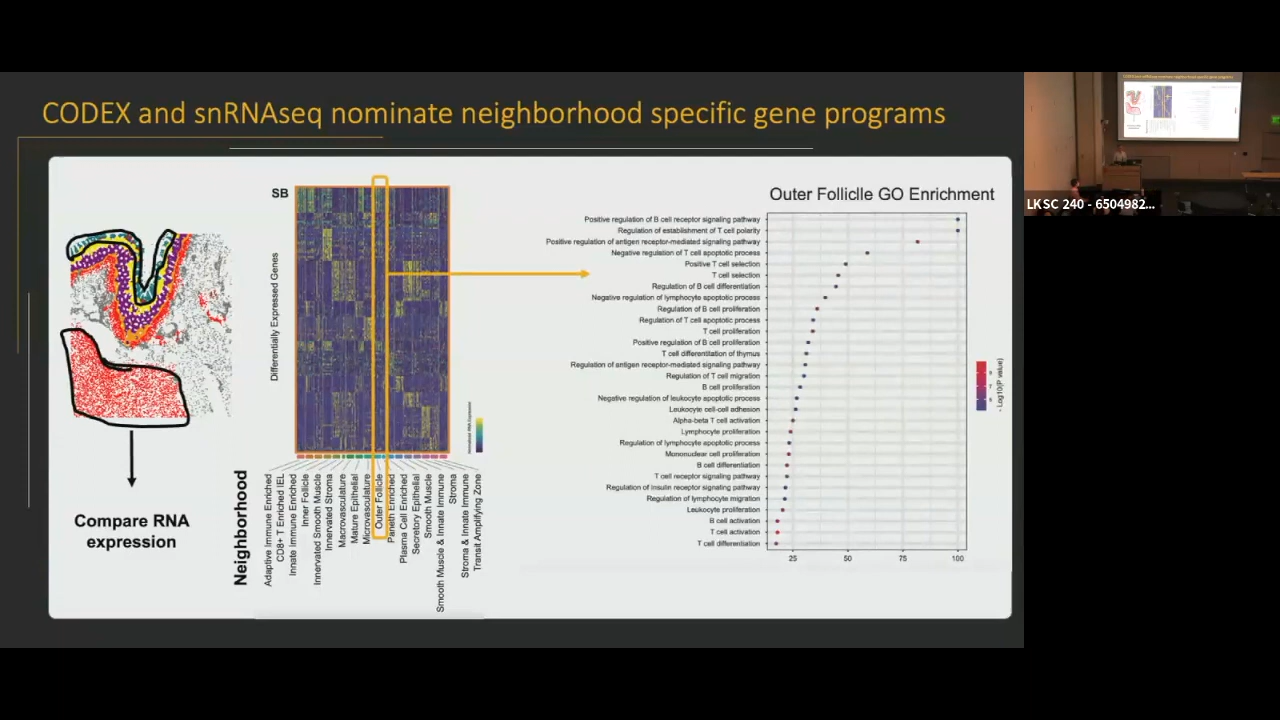 CODEX and snRNAseq nominate neighborhood specific gene programs
SB
Differentially Expressed Genes
Compare RNA
expression
Neighborhood
Adaptive Immune Enriched
CD8+ T Enriched IEL
Innate Immune Enriched
Inner Follicle
Innervated Smooth Muscle
Innervated Stroma
Macrovasculature
Mature Epithelial
Microvasculature
Outer Follicle
Paneth Enriched
Plasma Cell Enriched
Secretory Epithelial
Smooth Muscle
Smooth Muscle & Innate Immune
Stroma
Stroma & Innate Immune
Transit Amplifying Zone
Outer Folliclle GO Enrichment
Positive regulation of B cell receptor signaling pathway
Regulation of establishment of T cell polarity
Positive regulation of antigen receptor-mediated signaling pathway
Negative regulation of T cell apoptotic process
Positive T cell selection
T cell selection
Regulation of B cell differentiation
Negative regulation of lymphocyte apoptotic process
Regulation of B cell proliferation
Regulation of T cell apoptotic process
T cell proliferation
Positive regulation of B cell proliferation
T cell differentitation of thymus
Regulation of antigen receptor-mediated signaling pathway
Regulation of T cell migration
B cell proliferation
Negative regulation of leukocyte apoptotic process
Leukocyte cell-cell adhesion
Alpha-beta T cell activation
Lymphocyte proliferation
Regulation of lymphocyte apoptotic process
Mononuclear cell proliferation
B cell differentiation
T cell receptor signaling pathway
Regulation of insulin receptor signaling pathway
Regulation of lymphocyte migration
Leukocyte proliferation
B cell activation
T cell activation
T cell differentiation
25 50 75 100
- Log10(P value)
LKSC 240 - 6504982...